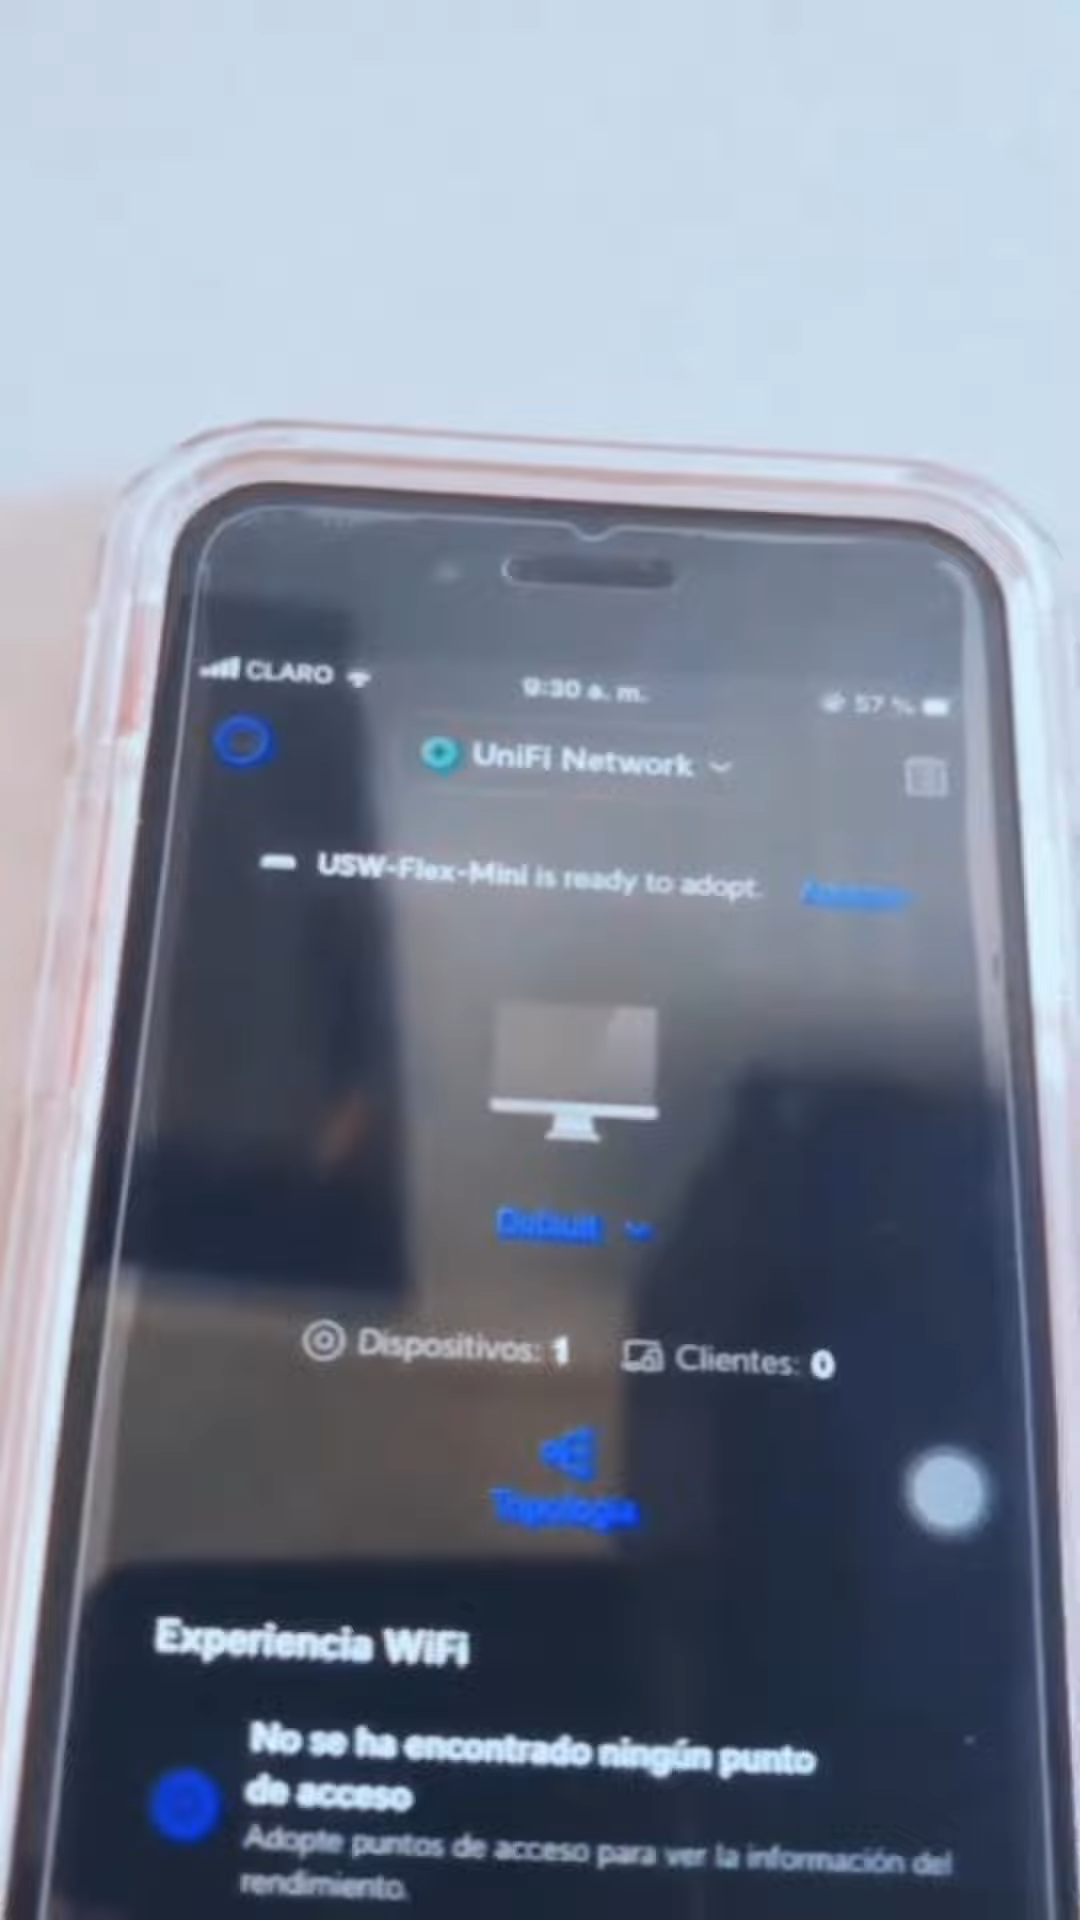 CLARO
9:30 a. m.
57 %
UniFi Network
USW-Flex-Mini is ready to adopt.
Default
Dispositivos: 1
Clientes: 0
Topología
Experiencia WiFi
No se ha encontrado ningún punto
de acceso
Adopte puntos de acceso para ver la información del
rendimiento.